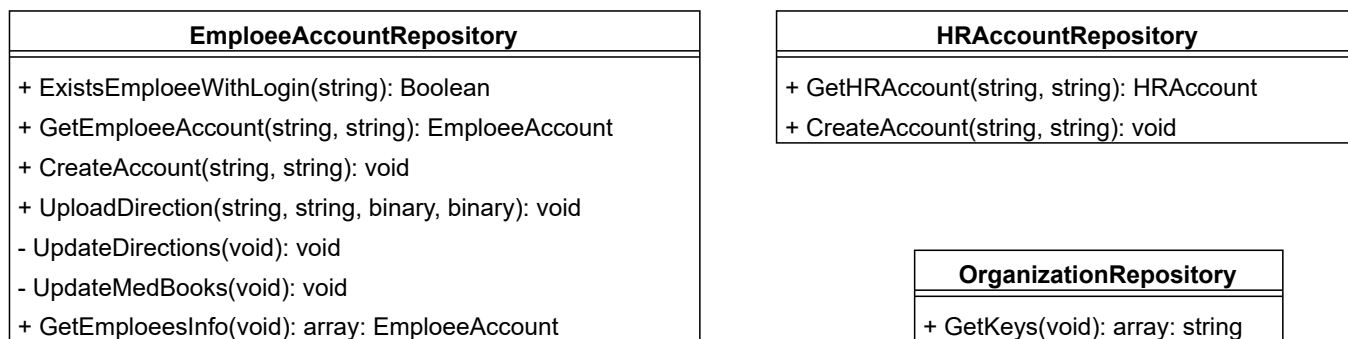 EmploeeAccountRepository
+ ExistsEmploeeWithLogin(string): Boolean
+ GetEmploeeAccount(string, string): EmploeeAccount
+ CreateAccount(string, string): void
+ UploadDirection(string, string, binary, binary): void
- UpdateDirections(void): void
- UpdateMedBooks(void): void
+ GetEmploeesInfo(void): array: EmploeeAccount
HRAccountRepository
+ GetHRAccount(string, string): HRAccount
+ CreateAccount(string, string): void
OrganizationRepository
+ GetKeys(void): array: string